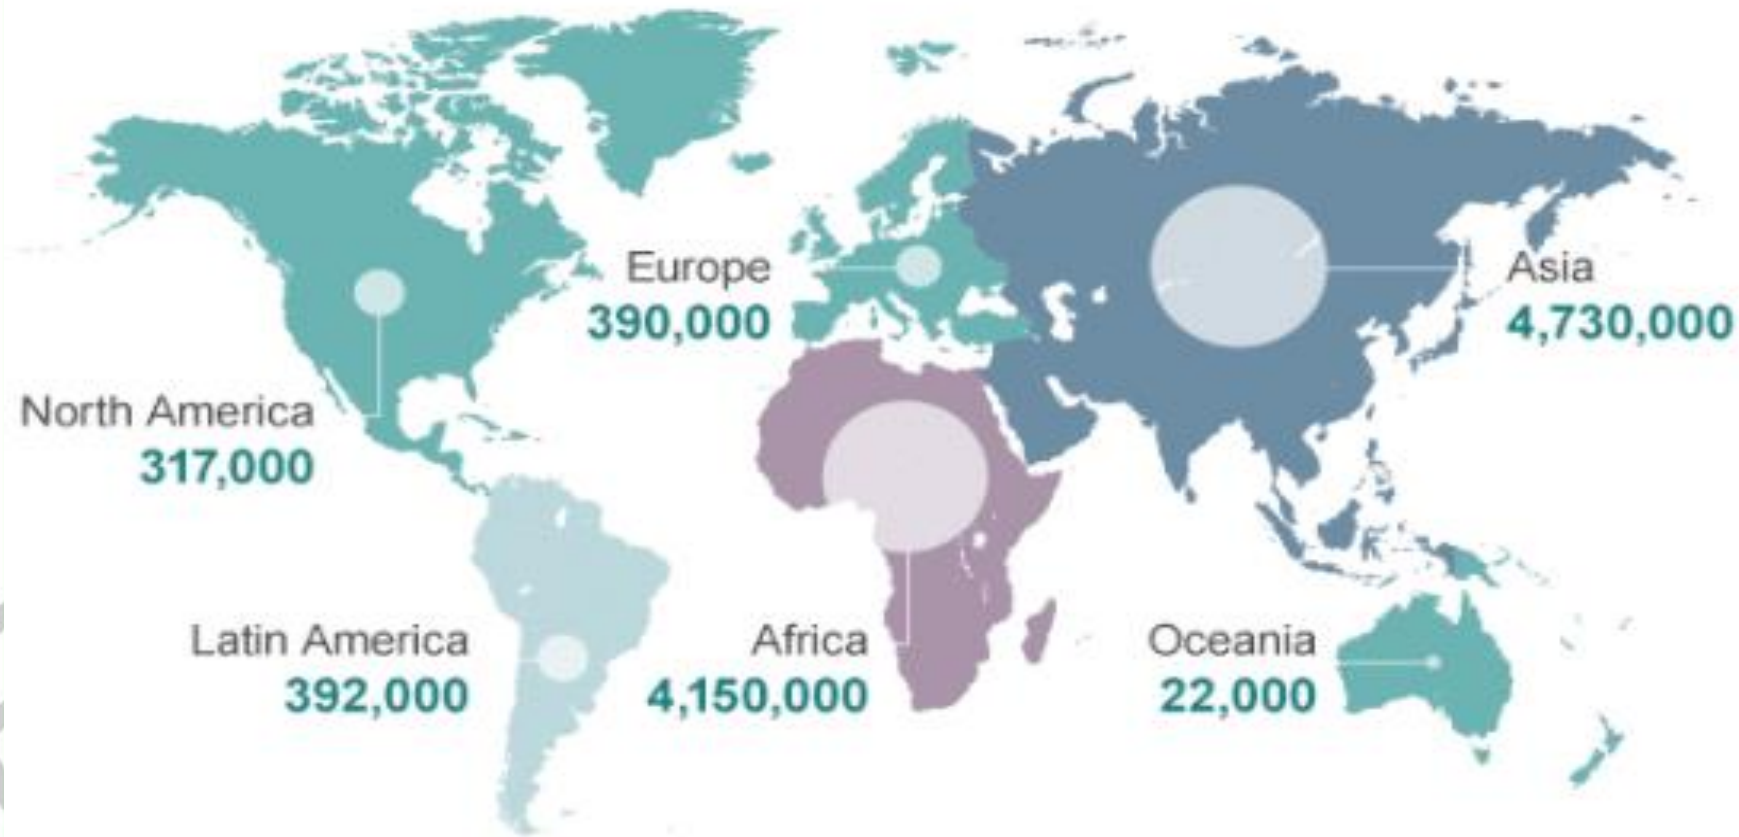 Europe
390,000
Asia
4,730,000
North America
317,000
Latin America
392,000
Africa
4,150,000
Oceania
22,000